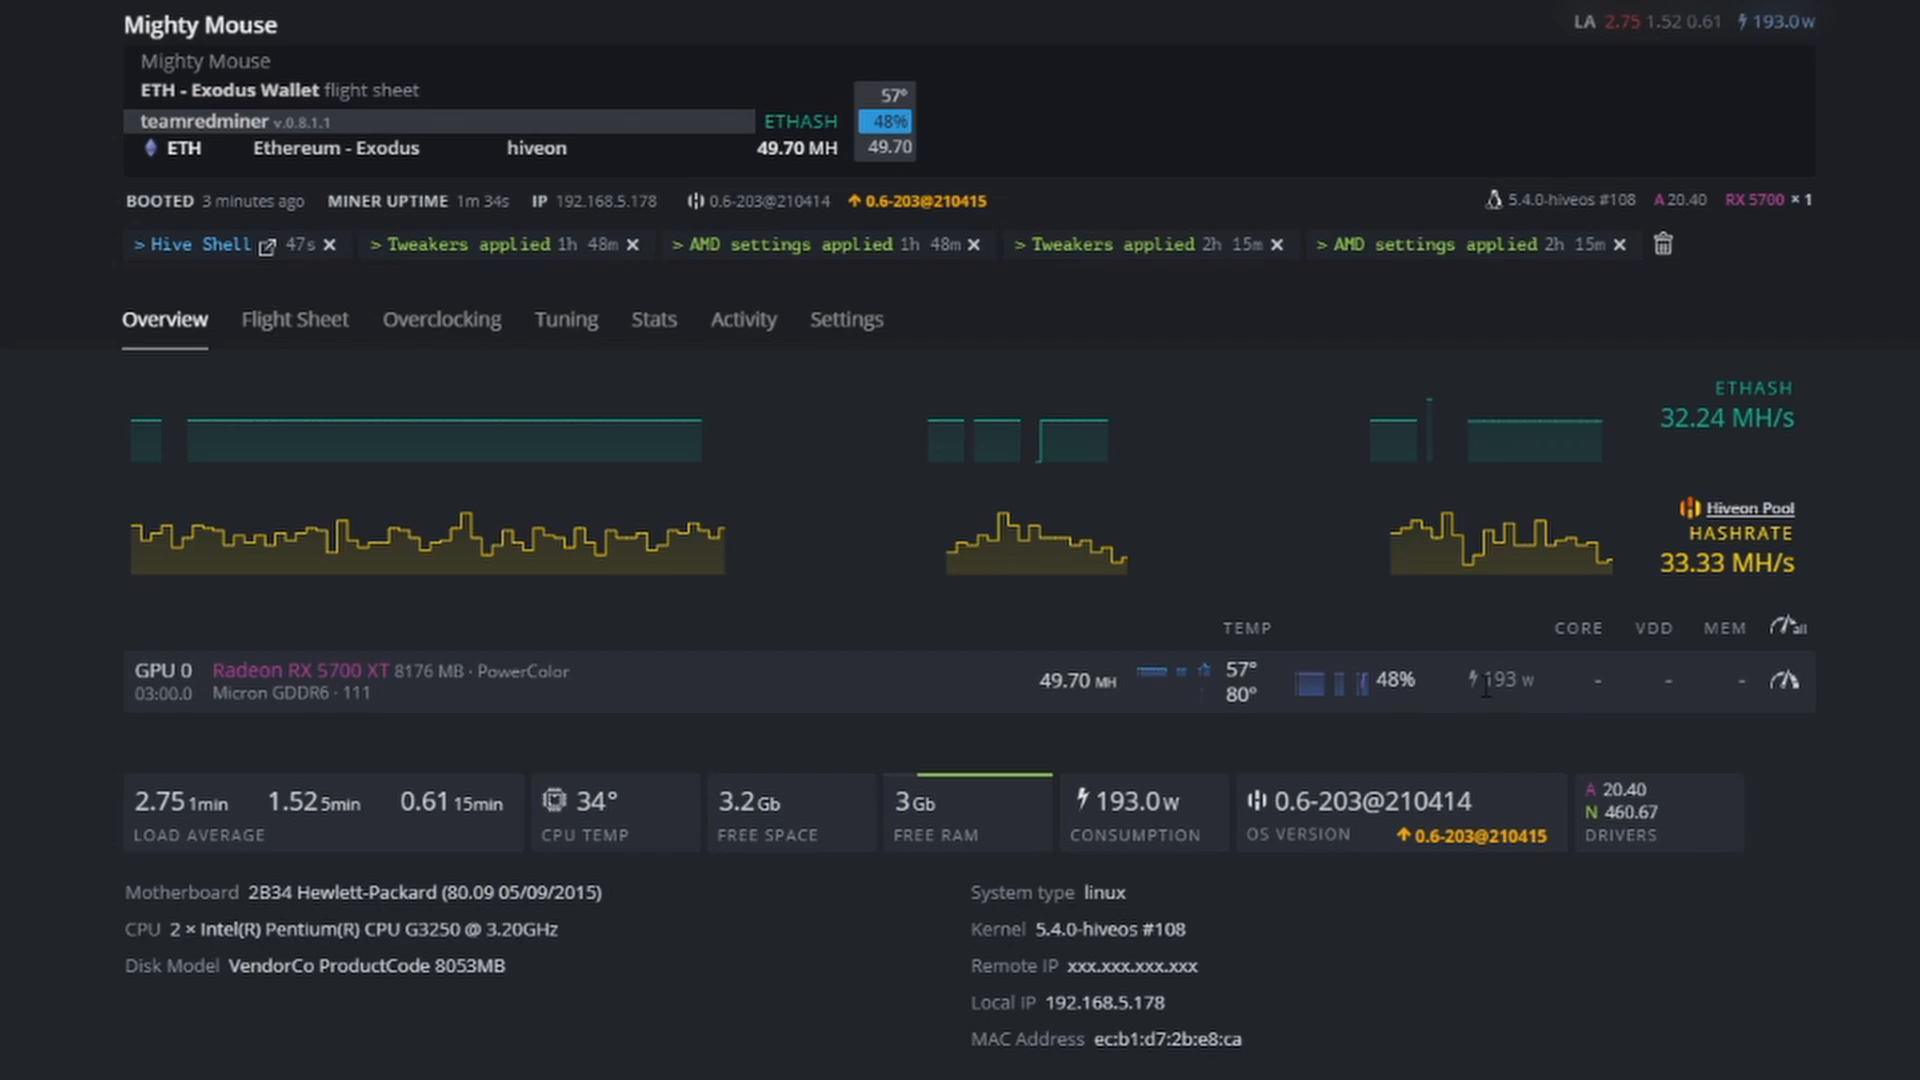 Mighty Mouse
LA 2.75 1.52 0.61 193.0 W
Mighty Mouse
ETH - Exodus Wallet flight sheet
57°
teamredminer v.0.8.1.1 ETHASH 48%
ETH Ethereum - Exodus hiveon 49.70 MH 49.70
BOOTED 3 minutes ago MINER UPTIME 1m 34s IP 192.168.5.178 0.6-203@210414 0.6-203@210415 5.4.0-hiveos #108 A 20.40 RX 5700 × 1
> Hive Shell 47s × > Tweakers applied 1h 48m × > AMD settings applied 1h 48m × > Tweakers applied 2h 15m × > AMD settings applied 2h 15m ×
Overview Flight Sheet Overclocking Tuning Stats Activity Settings
ETHASH
32.24 MH/s
Hiveon Pool
HASHRATE
33.33 MH/s
TEMP CORE VDD MEM all
GPU 0 Radeon RX 5700 XT 8176 MB · PowerColor 49.70 MH 57° 48% 193 W - - -
03:00.0 Micron GDDR6 · 111 80°
2.75 1min 1.52 5min 0.61 15min
LOAD AVERAGE
34°
CPU TEMP
3.2 Gb
FREE SPACE
3 Gb
FREE RAM
193.0 W
CONSUMPTION
0.6-203@210414
OS VERSION 0.6-203@210415
A 20.40
N 460.67
DRIVERS
Motherboard 2B34 Hewlett-Packard (80.09 05/09/2015)
CPU 2 × Intel(R) Pentium(R) CPU G3250 @ 3.20GHz
Disk Model VendorCo ProductCode 8053MB
System type linux
Kernel 5.4.0-hiveos #108
Remote IP xxx.xxx.xxx.xxx
Local IP 192.168.5.178
MAC Address ec:b1:d7:2b:e8:ca